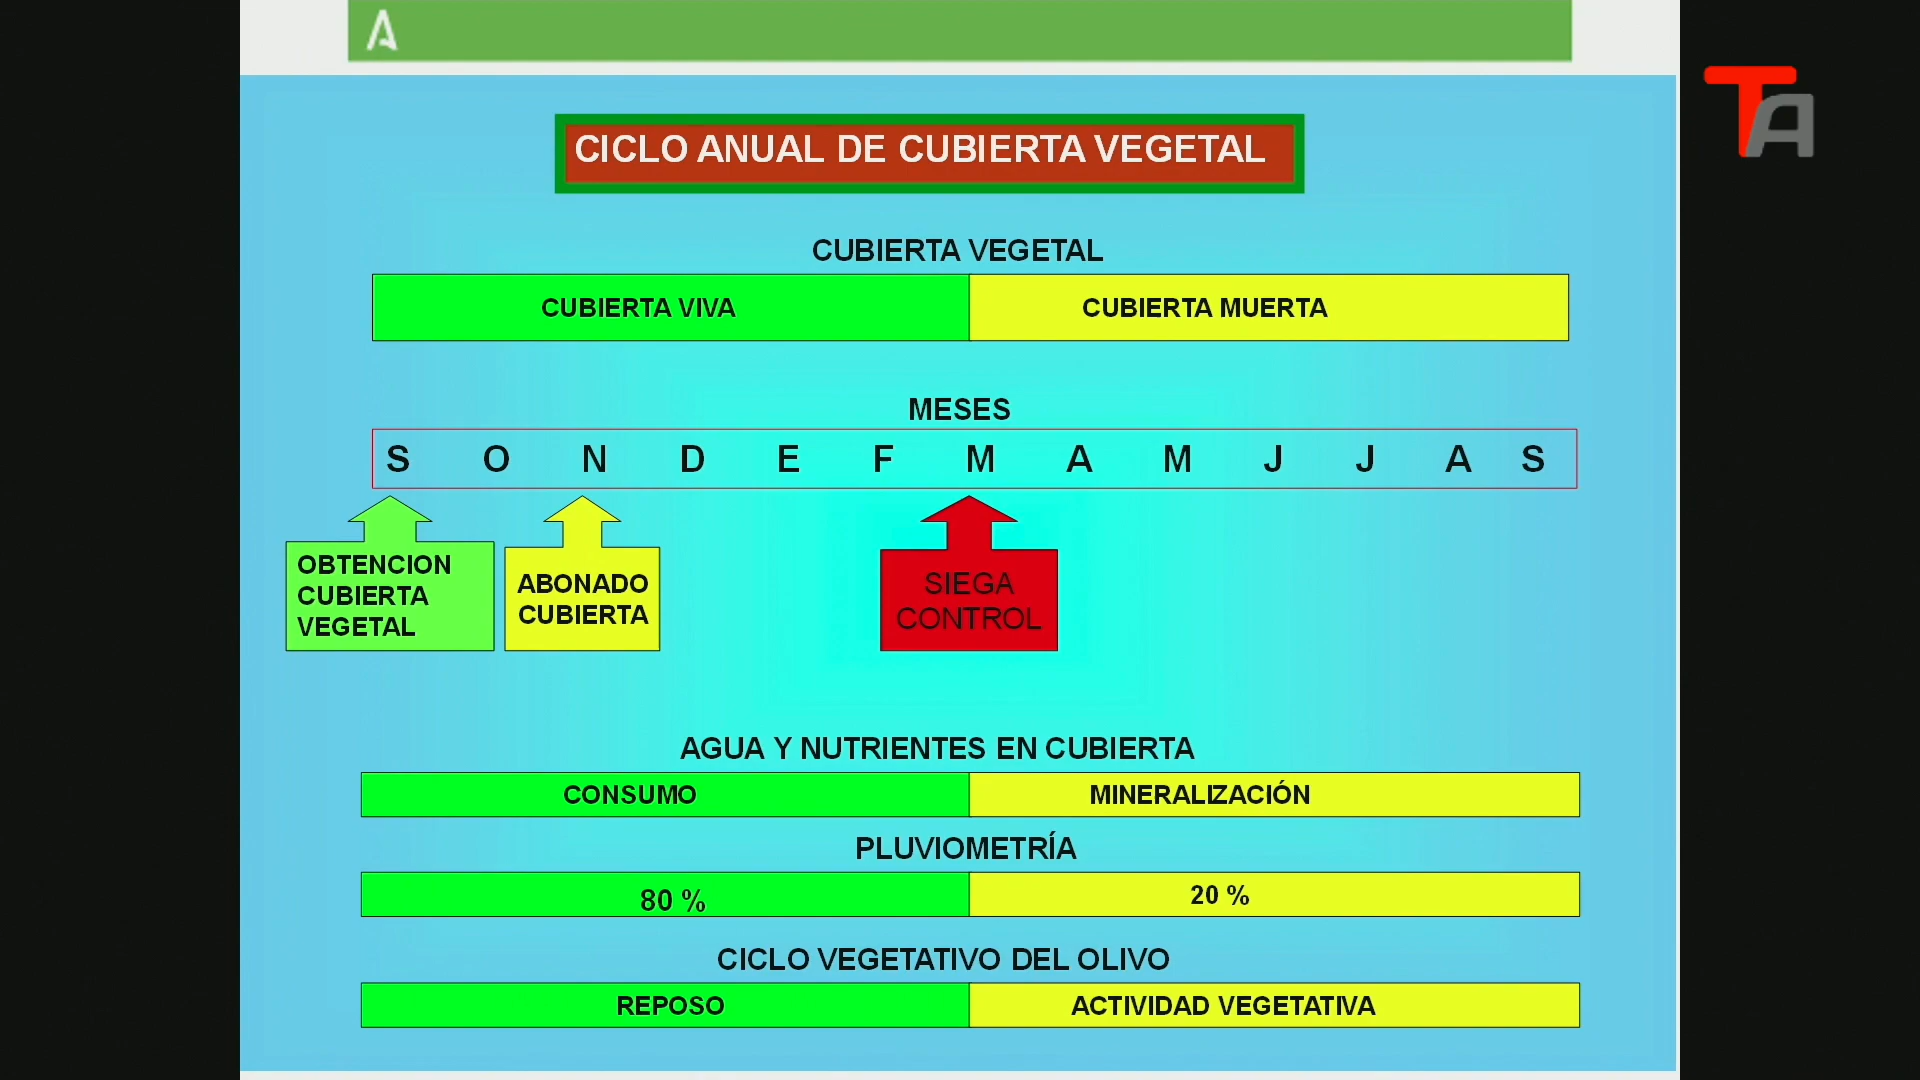 A
TA
CICLO ANUAL DE CUBIERTA VEGETAL
CUBIERTA VEGETAL
CUBIERTA VIVA CUBIERTA MUERTA
MESES
S O N D E F M A M J J A S
OBTENCION
CUBIERTA
VEGETAL
ABONADO
CUBIERTA
SIEGA
CONTROL
AGUA Y NUTRIENTES EN CUBIERTA
CONSUMO MINERALIZACIÓN
PLUVIOMETRÍA
80 % 20 %
CICLO VEGETATIVO DEL OLIVO
REPOSO ACTIVIDAD VEGETATIVA